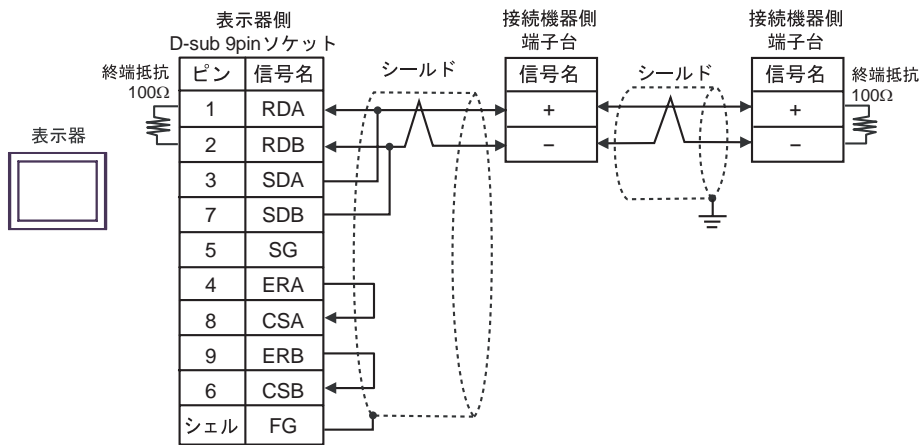 表示器側
D-sub 9pinソケット
接続機器側
端子台
接続機器側
端子台
終端抵抗
100Ω
ピン 信号名
シールド
信号名
シールド
信号名
終端抵抗
100Ω
1 RDA
+
+
2 RDB
−
−
表示器
3 SDA
7 SDB
5 SG
4 ERA
8 CSA
9 ERB
6 CSB
シェル FG